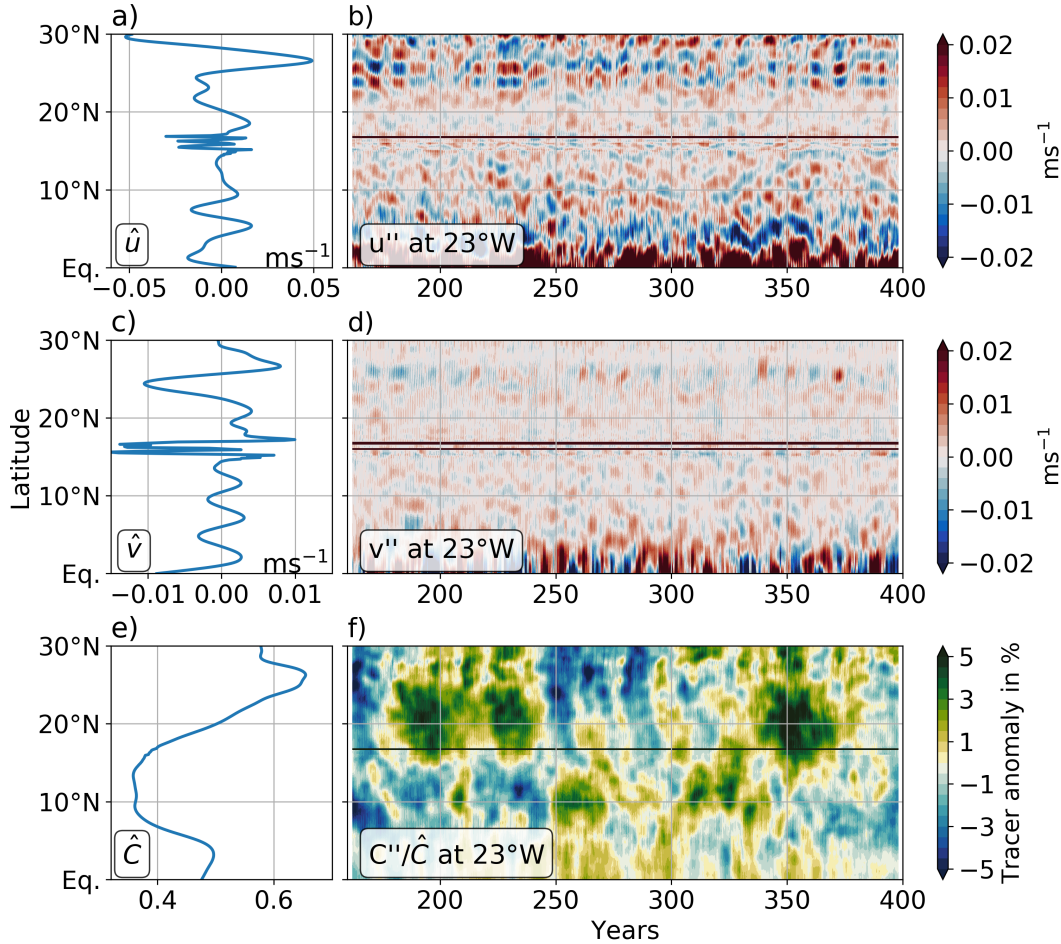 a)
b)
30°N
20°N
10°N
Eq.
û
ms⁻¹
−0.05
0.00
0.05
u'' at 23°W
200
250
300
350
400
0.02
0.01
0.00
−0.01
−0.02
ms⁻¹
c)
d)
30°N
20°N
10°N
Eq.
Latitude
v̂
ms⁻¹
−0.01
0.00
0.01
v'' at 23°W
200
250
300
350
400
0.02
0.01
0.00
−0.01
−0.02
ms⁻¹
e)
f)
30°N
20°N
10°N
Eq.
Ĉ
0.4
0.6
C''/Ĉ at 23°W
200
250
300
350
400
Years
5
3
1
−1
−3
−5
Tracer anomaly in %